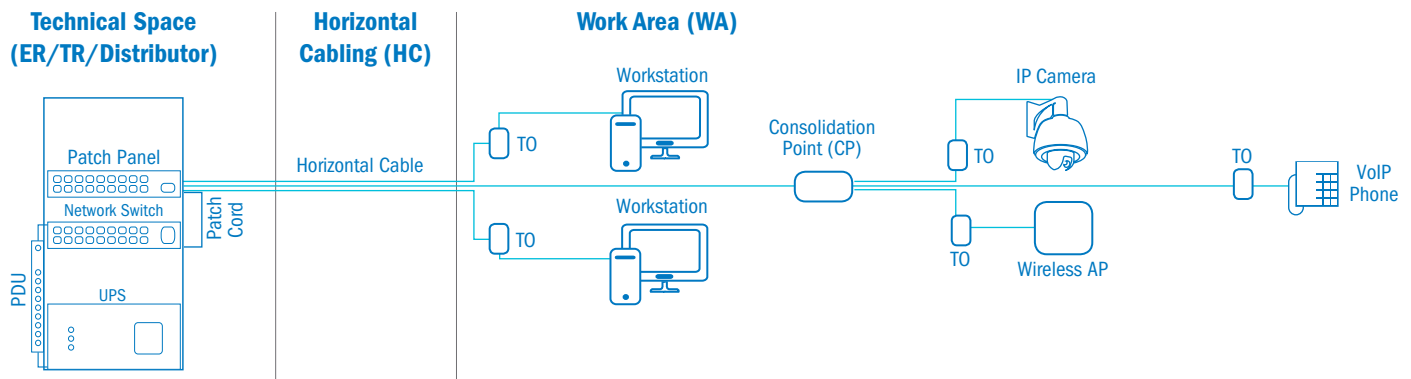 Technical Space
(ER/TR/Distributor)
Horizontal
Cabling (HC)
Work Area (WA)
Patch Panel
Network Switch
Patch
Cord
PDU
UPS
Horizontal Cable
Workstation
TO
Workstation
TO
Consolidation
Point (CP)
IP Camera
TO
TO
Wireless AP
TO
VoIP
Phone